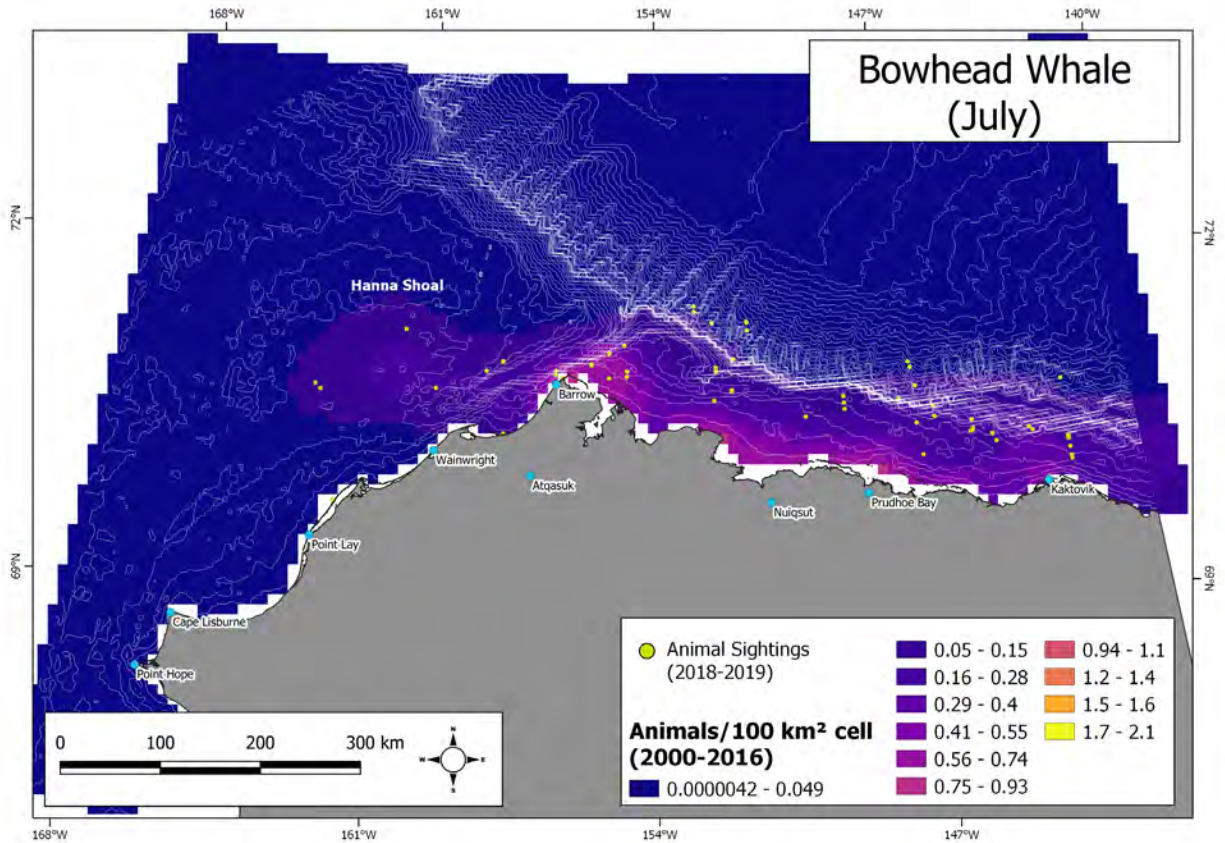 168°W 161°W 154°W 147°W 140°W
Bowhead Whale
(July)
72°N
72°N
Hanna Shoal
Barrow
Wainwright
Atqasuk
Nuiqsut
Prudhoe Bay
Kaktovik
Point Lay
69°N
69°N
Cape Lisburne
Point Hope
Animal Sightings
(2018-2019)
Animals/100 km² cell
(2000-2016)
0.0000042 - 0.049
0.05 - 0.15
0.16 - 0.28
0.29 - 0.4
0.41 - 0.55
0.56 - 0.74
0.75 - 0.93
0.94 - 1.1
1.2 - 1.4
1.5 - 1.6
1.7 - 2.1
0 100 200 300 km
N
W E
S
168°W 161°W 154°W 147°W